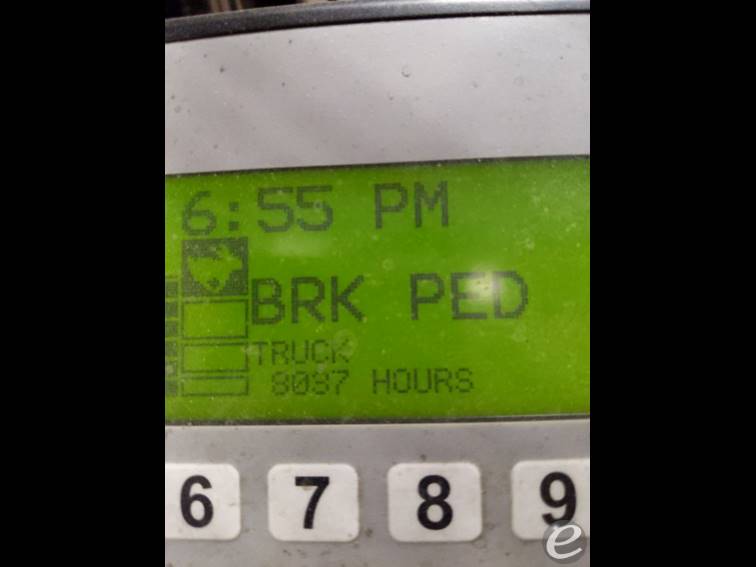 6:55 PM
BRK PED
TRUCK
8037 HOURS
6 7 8 9
e